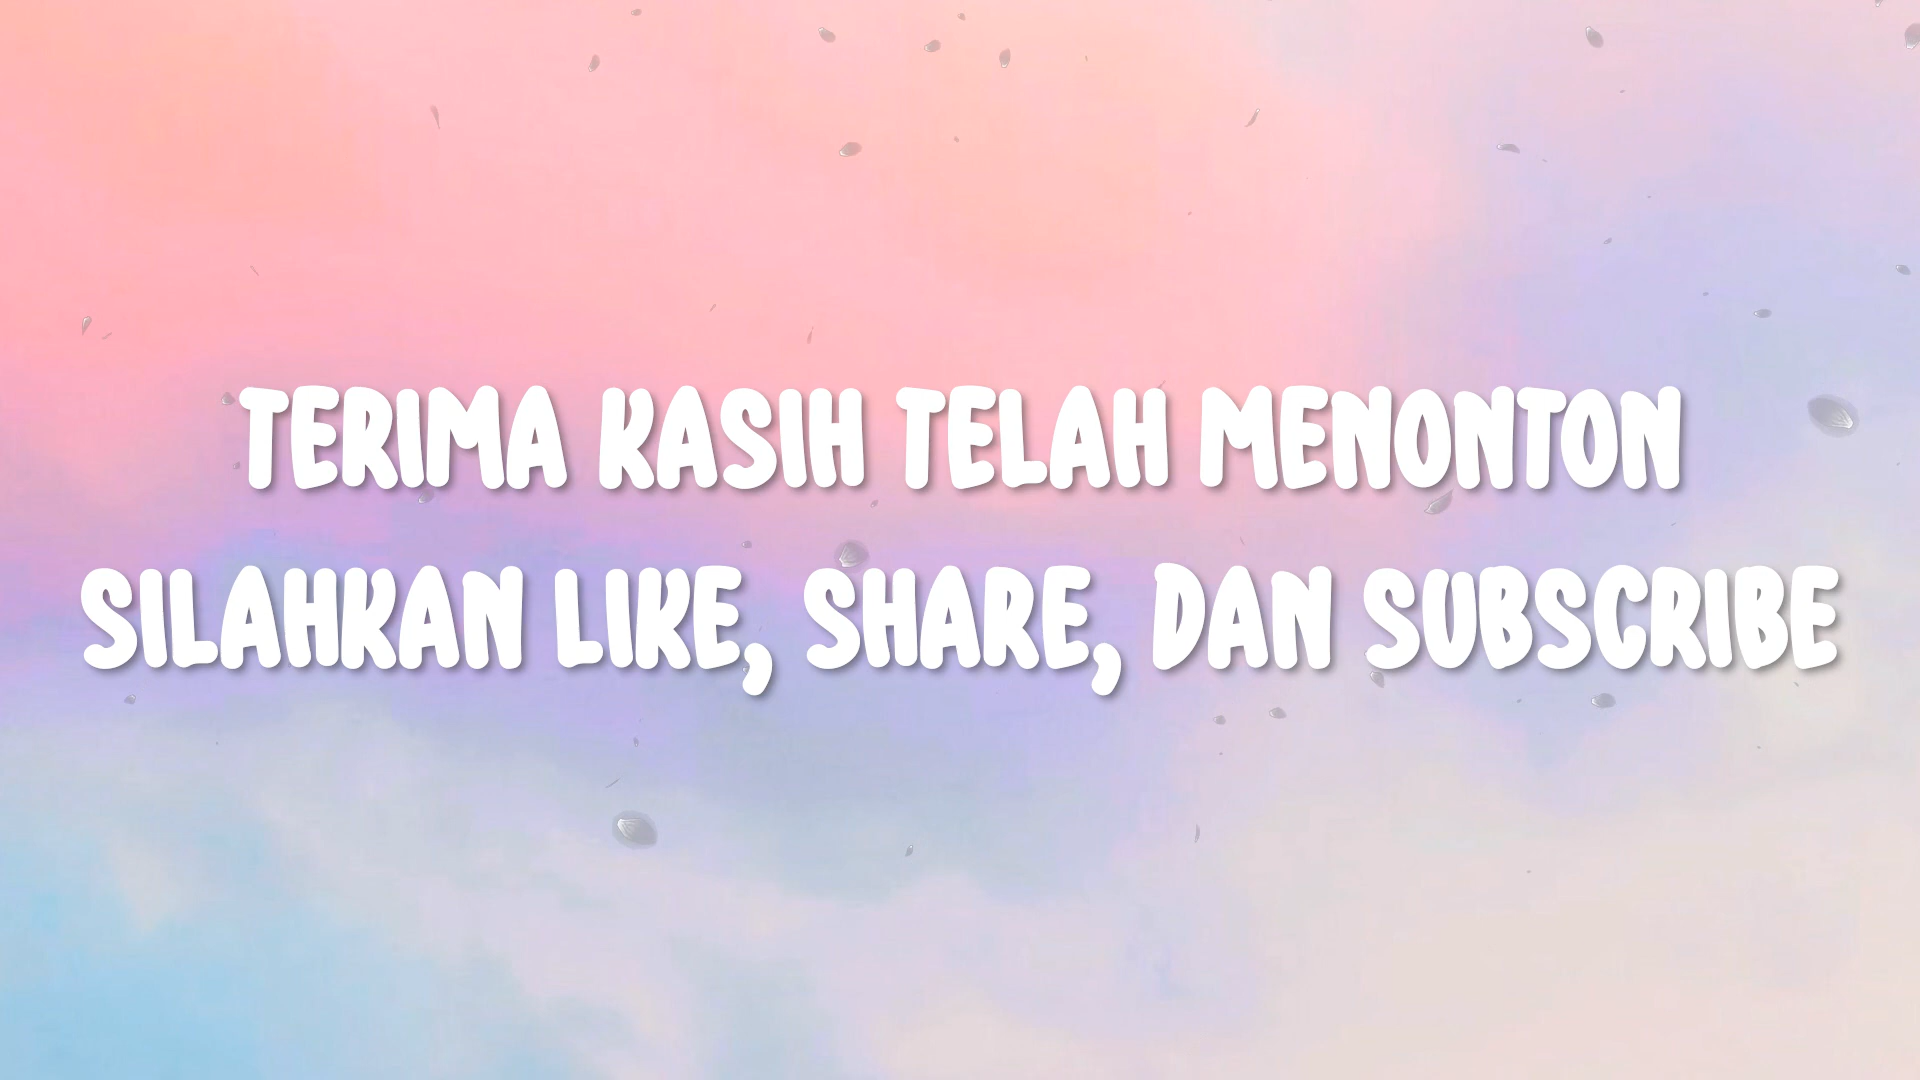 TERIMA KASIH TELAH MENONTON
SILAHKAN LIKE, SHARE, DAN SUBSCRIBE